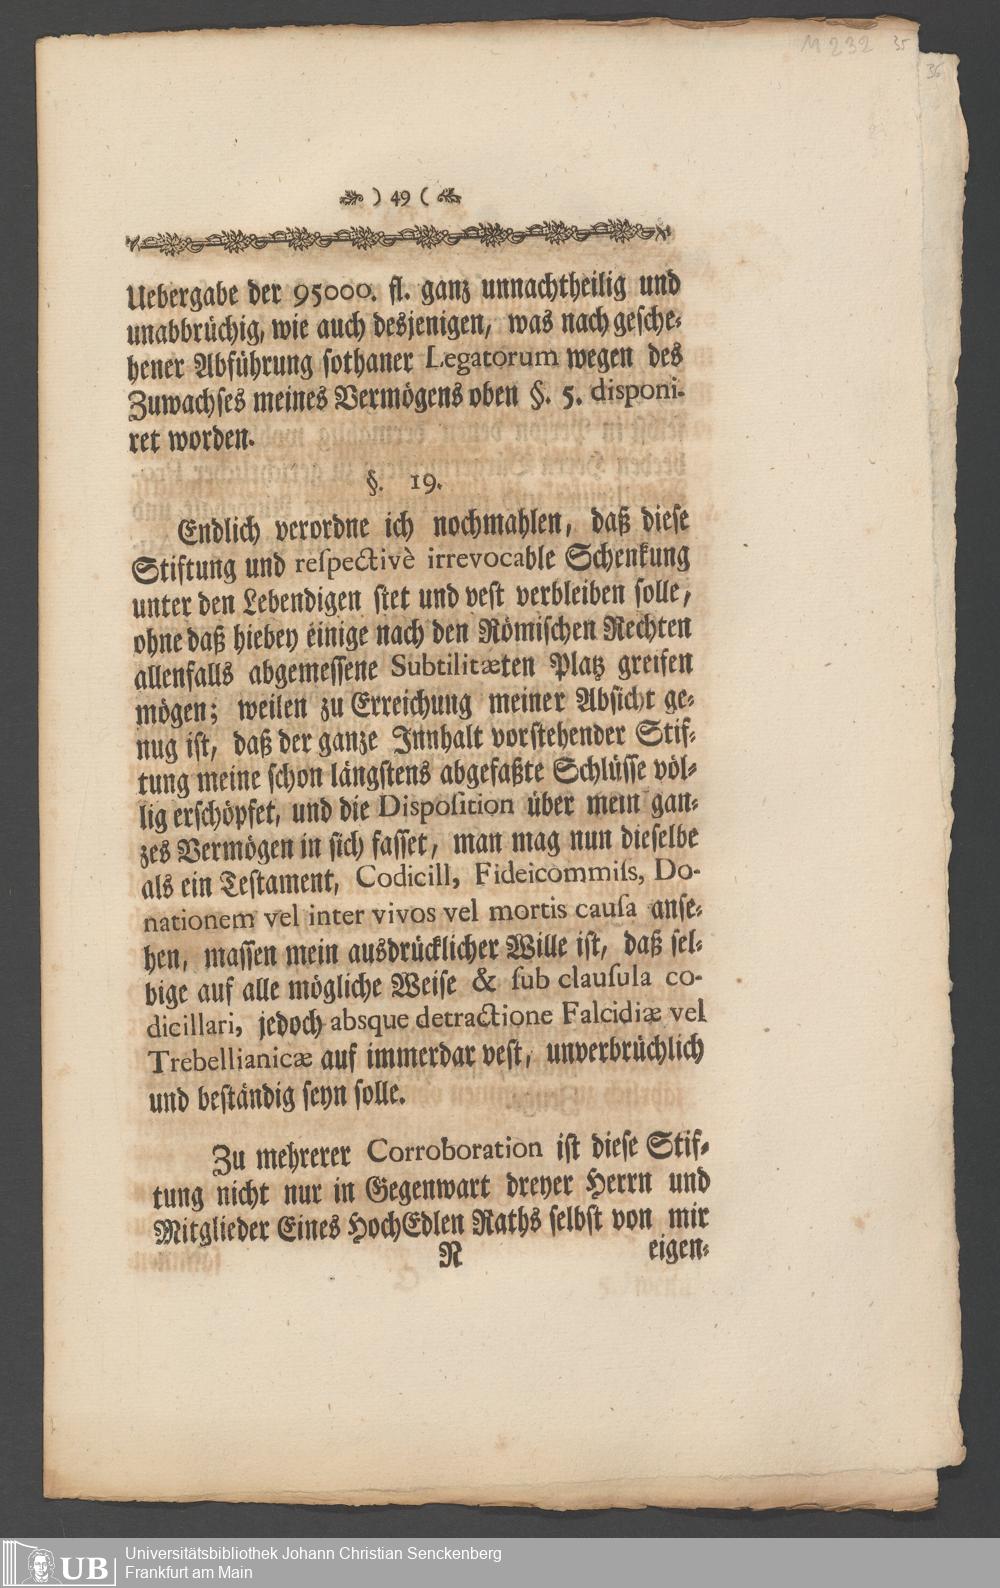 M 232 35
36
) 49 (
Uebergabe der 95000. fl. ganz unnachtheilig und
unabbrüchig, wie auch desjenigen, was nach gesche-
hener Abführung sothaner Legatorum wegen des
Zuwachses meines Vermögens oben §. 5. disponi-
ret worden.
§. 19.
Endlich verordne ich nochmahlen, daß diese
Stiftung und reſpectivè irrevocable Schenkung
unter den Lebendigen stet und vest verbleiben solle,
ohne daß hiebey einige nach den Römischen Rechten
allenfalls abgemessene Subtilitæten Platz greifen
mögen; weilen zu Erreichung meiner Absicht ge-
nug ist, daß der ganze Innhalt vorstehender Stif-
tung meine schon längstens abgefaßte Schlüsse völ-
lig erschöpfet, und die Dispoſition über mein gan-
zes Vermögen in sich fasset, man mag nun dieselbe
als ein Testament, Codicill, Fideicommiſs, Do-
nationem vel inter vivos vel mortis cauſa anse-
hen, massen mein ausdrücklicher Wille ist, daß sel-
bige auf alle mögliche Weise & ſub clauſula co-
dicillari, jedoch absque detractione Falcidiæ vel
Trebellianicæ auf immerdar vest, unverbrüchlich
und beständig seyn solle.
Zu mehrerer Corroboration ist diese Stif-
tung nicht nur in Gegenwart dreyer Herrn und
Mitglieder Eines HochEdlen Raths selbst von mir
N eigen-
UB Universitätsbibliothek Johann Christian Senckenberg
Frankfurt am Main